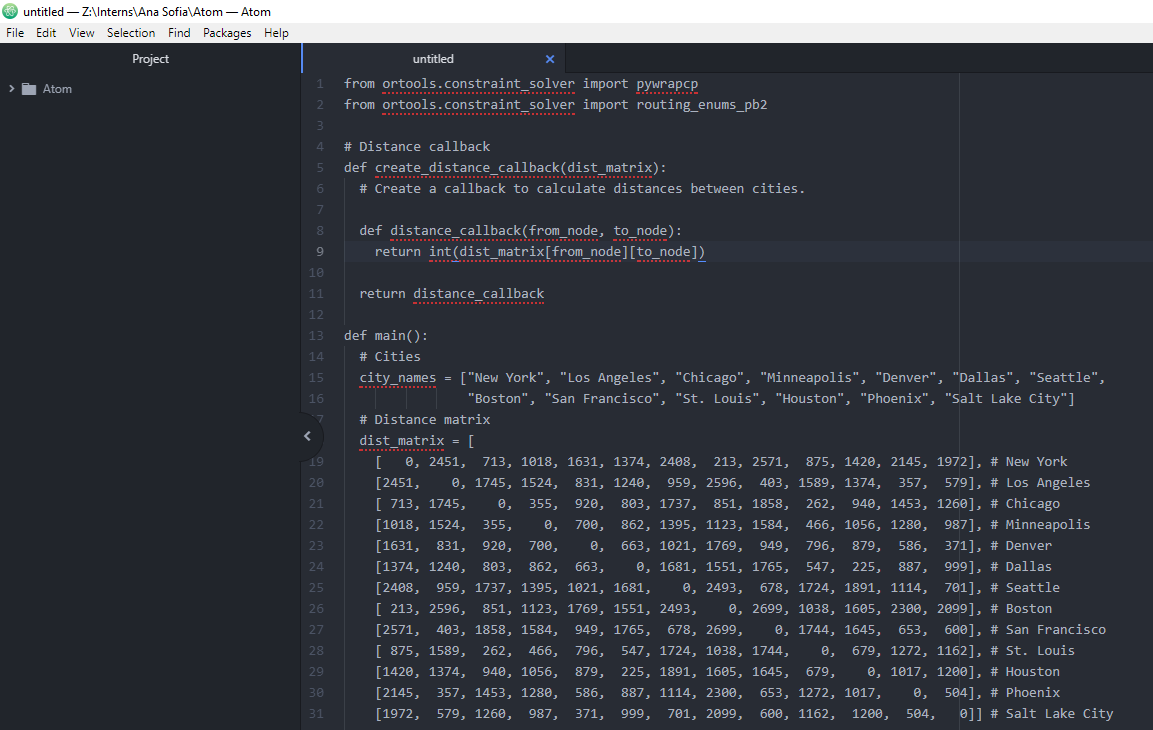 untitled — Z:\Interns\Ana Sofia\Atom — Atom
File Edit View Selection Find Packages Help
Project
untitled
Atom
1 from ortools.constraint_solver import pywrapcp
2 from ortools.constraint_solver import routing_enums_pb2
3
4 # Distance callback
5 def create_distance_callback(dist_matrix):
6   # Create a callback to calculate distances between cities.
7
8   def distance_callback(from_node, to_node):
9     return int(dist_matrix[from_node][to_node])
10
11   return distance_callback
12
13 def main():
14   # Cities
15   city_names = ["New York", "Los Angeles", "Chicago", "Minneapolis", "Denver", "Dallas", "Seattle",
16                 "Boston", "San Francisco", "St. Louis", "Houston", "Phoenix", "Salt Lake City"]
7   # Distance matrix
dist_matrix = [
19     [   0, 2451,  713, 1018, 1631, 1374, 2408,  213, 2571,  875, 1420, 2145, 1972], # New York
20     [2451,    0, 1745, 1524,  831, 1240,  959, 2596,  403, 1589, 1374,  357,  579], # Los Angeles
21     [ 713, 1745,    0,  355,  920,  803, 1737,  851, 1858,  262,  940, 1453, 1260], # Chicago
22     [1018, 1524,  355,    0,  700,  862, 1395, 1123, 1584,  466, 1056, 1280,  987], # Minneapolis
23     [1631,  831,  920,  700,    0,  663, 1021, 1769,  949,  796,  879,  586,  371], # Denver
24     [1374, 1240,  803,  862,  663,    0, 1681, 1551, 1765,  547,  225,  887,  999], # Dallas
25     [2408,  959, 1737, 1395, 1021, 1681,    0, 2493,  678, 1724, 1891, 1114,  701], # Seattle
26     [ 213, 2596,  851, 1123, 1769, 1551, 2493,    0, 2699, 1038, 1605, 2300, 2099], # Boston
27     [2571,  403, 1858, 1584,  949, 1765,  678, 2699,    0, 1744, 1645,  653,  600], # San Francisco
28     [ 875, 1589,  262,  466,  796,  547, 1724, 1038, 1744,    0,  679, 1272, 1162], # St. Louis
29     [1420, 1374,  940, 1056,  879,  225, 1891, 1605, 1645,  679,    0, 1017, 1200], # Houston
30     [2145,  357, 1453, 1280,  586,  887, 1114, 2300,  653, 1272, 1017,    0,  504], # Phoenix
31     [1972,  579, 1260,  987,  371,  999,  701, 2099,  600, 1162,  1200,  504,   0]] # Salt Lake City